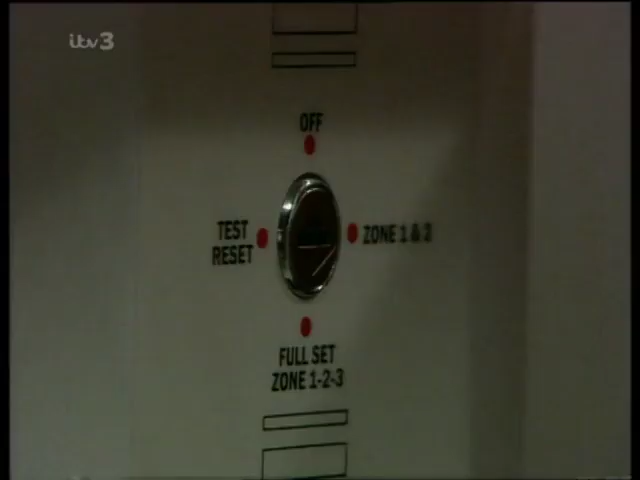 itv3
OFF
TEST
RESET
ZONE 1 & 2
FULL SET
ZONE 1-2-3